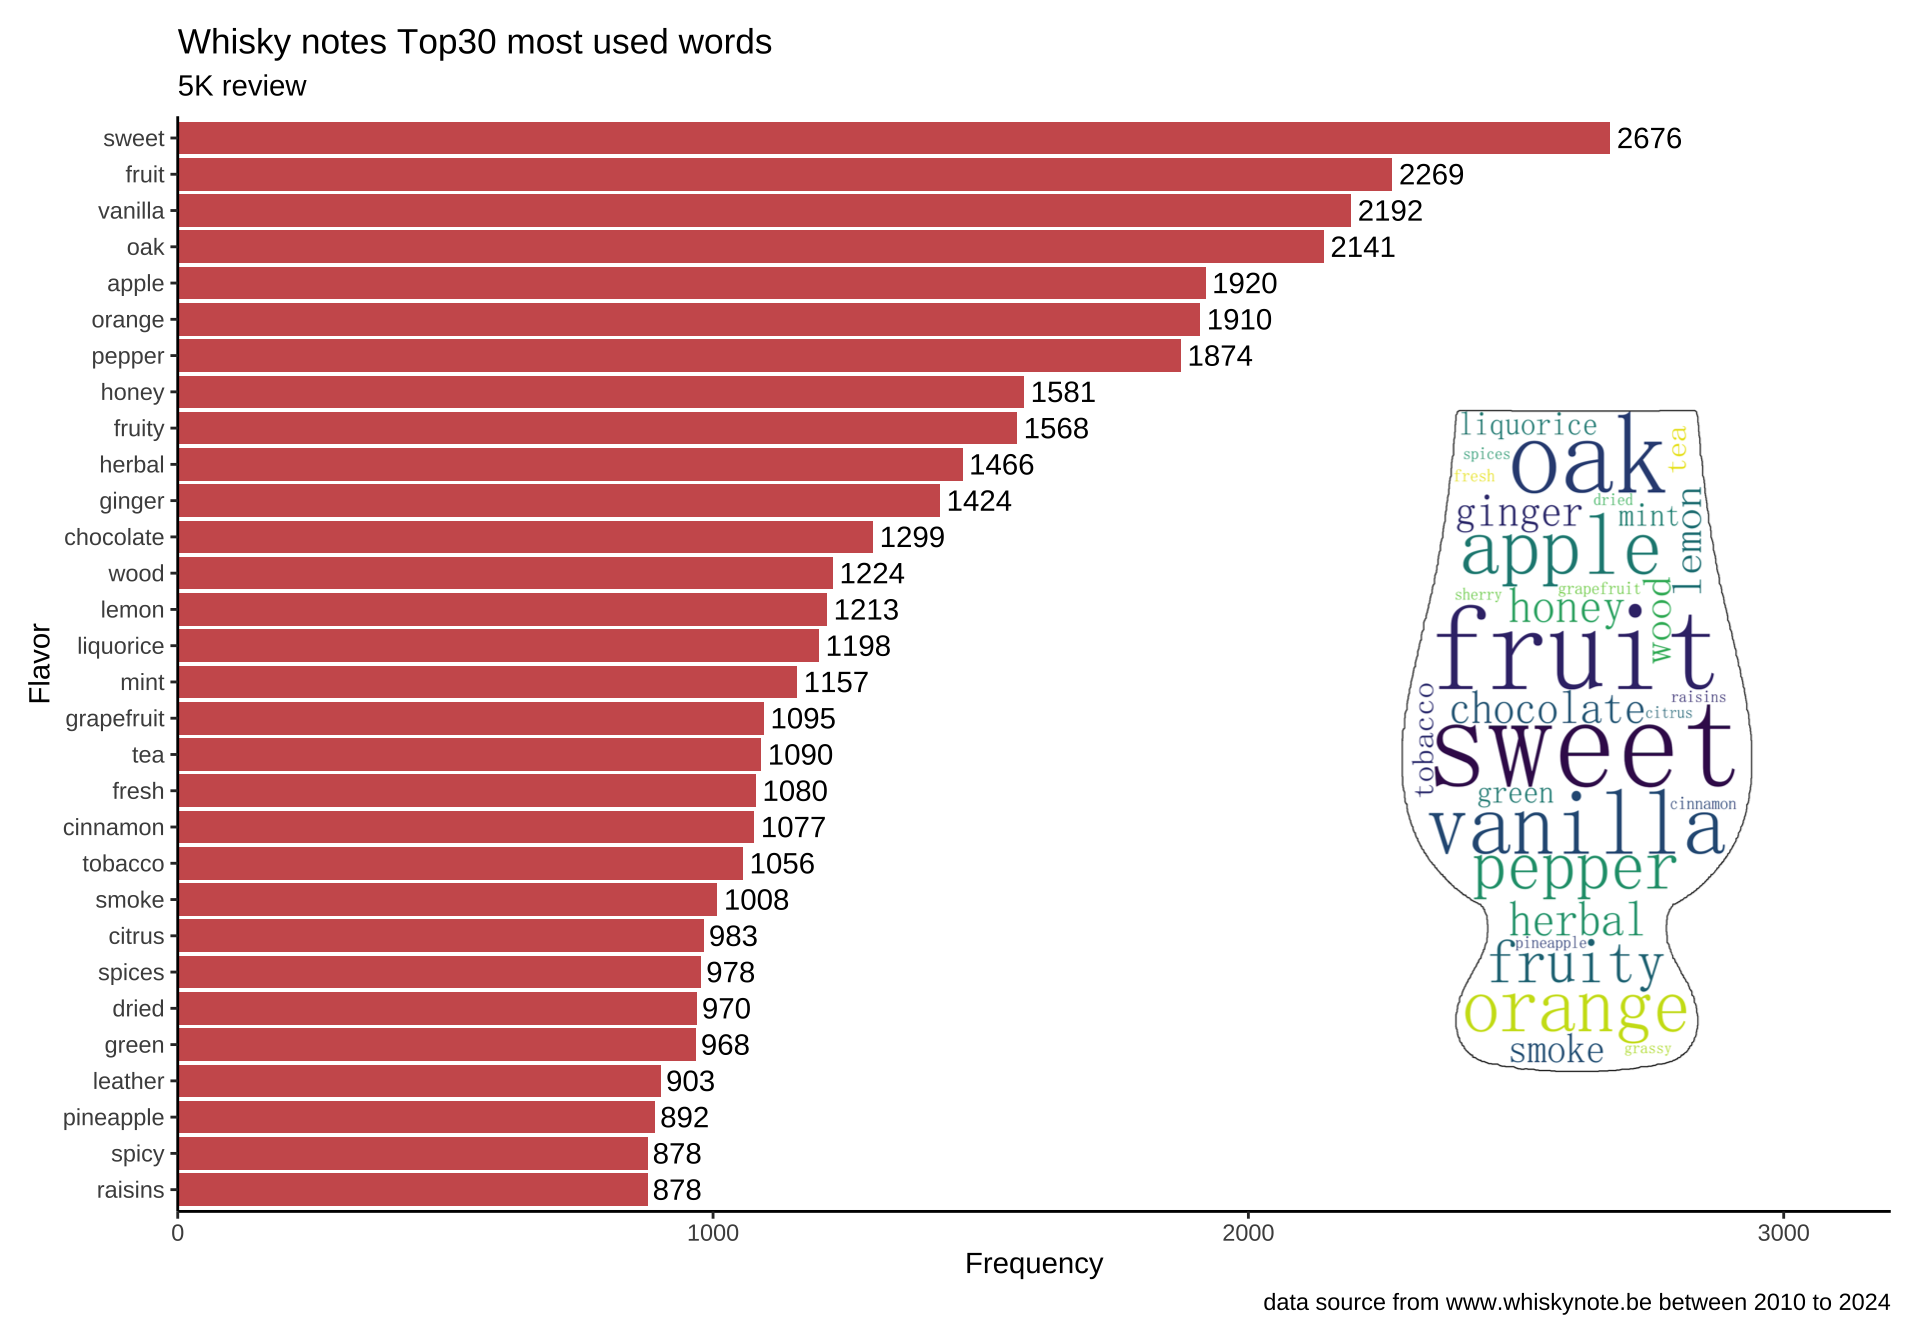 Whisky notes Top30 most used words
5K review
sweet 2676
fruit 2269
vanilla 2192
oak 2141
apple 1920
orange 1910
pepper 1874
honey 1581
fruity 1568
herbal 1466
ginger 1424
chocolate 1299
wood 1224
lemon 1213
liquorice 1198
mint 1157
grapefruit 1095
tea 1090
fresh 1080
cinnamon 1077
tobacco 1056
smoke 1008
citrus 983
spices 978
dried 970
green 968
leather 903
pineapple 892
spicy 878
raisins 878
Flavor
0 1000 2000 3000
Frequency
liquorice
oak
tea
spices
fresh
dried
ginger
mint
lemon
apple
sherry
grapefruit
honey
wood
fruit
tobacco
chocolate
raisins
citrus
sweet
green
cinnamon
vanilla
pepper
herbal
pineapple
fruity
orange
smoke
grassy
data source from www.whiskynote.be between 2010 to 2024